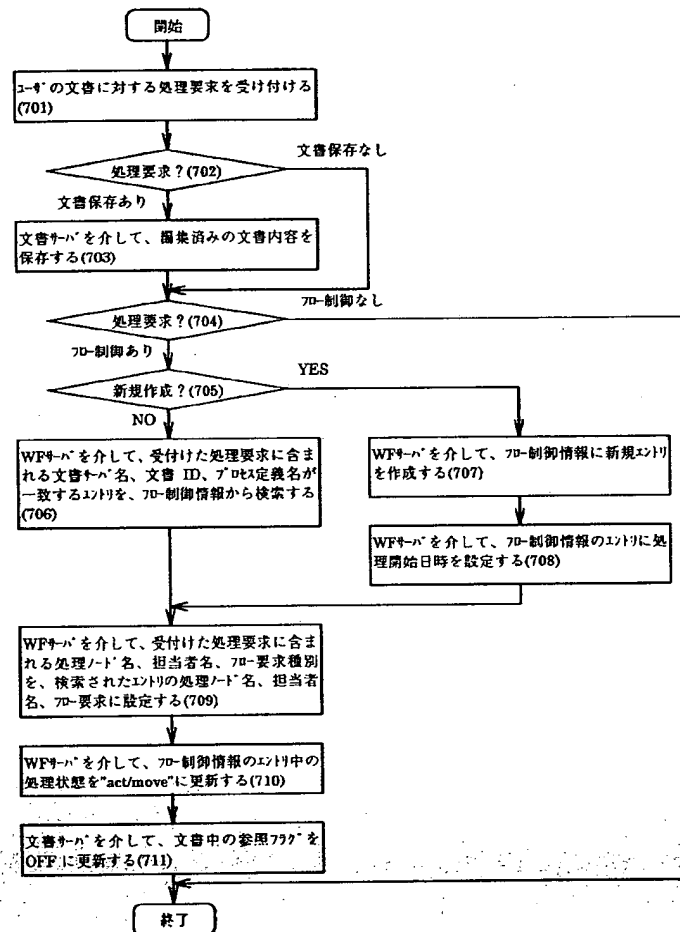 開始
ﾕｰｻﾞの文書に対する処理要求を受け付ける
(701)
文書保存なし
処理要求？(702)
文書保存あり
文書ｻｰﾊﾞを介して、編集済みの文書内容を
保存する(703)
ﾌﾛｰ制御なし
処理要求？(704)
ﾌﾛｰ制御あり
YES
新規作成？(705)
NO
WFｻｰﾊﾞを介して、受付けた処理要求に含ま
れる文書ｻｰﾊﾞ名、文書 ID、ﾌﾟﾛｾｽ定義名が
一致するｴﾝﾄﾘを、ﾌﾛｰ制御情報から検索する
(706)
WFｻｰﾊﾞを介して、ﾌﾛｰ制御情報に新規ｴﾝﾄﾘ
を作成する(707)
WFｻｰﾊﾞを介して、ﾌﾛｰ制御情報のｴﾝﾄﾘに処
理開始日時を設定する(708)
WFｻｰﾊﾞを介して、受付けた処理要求に含ま
れる処理ﾉｰﾄﾞ名、担当者名、ﾌﾛｰ要求種別
を、検索されたｴﾝﾄﾘの処理ﾉｰﾄﾞ名、担当者
名、ﾌﾛｰ要求に設定する(709)
WFｻｰﾊﾞを介して、ﾌﾛｰ制御情報のｴﾝﾄﾘ中の
処理状態を"act/move"に更新する(710)
文書ｻｰﾊﾞを介して、文書中の参照ﾌﾗｸﾞを
OFFに更新する(711)
終了